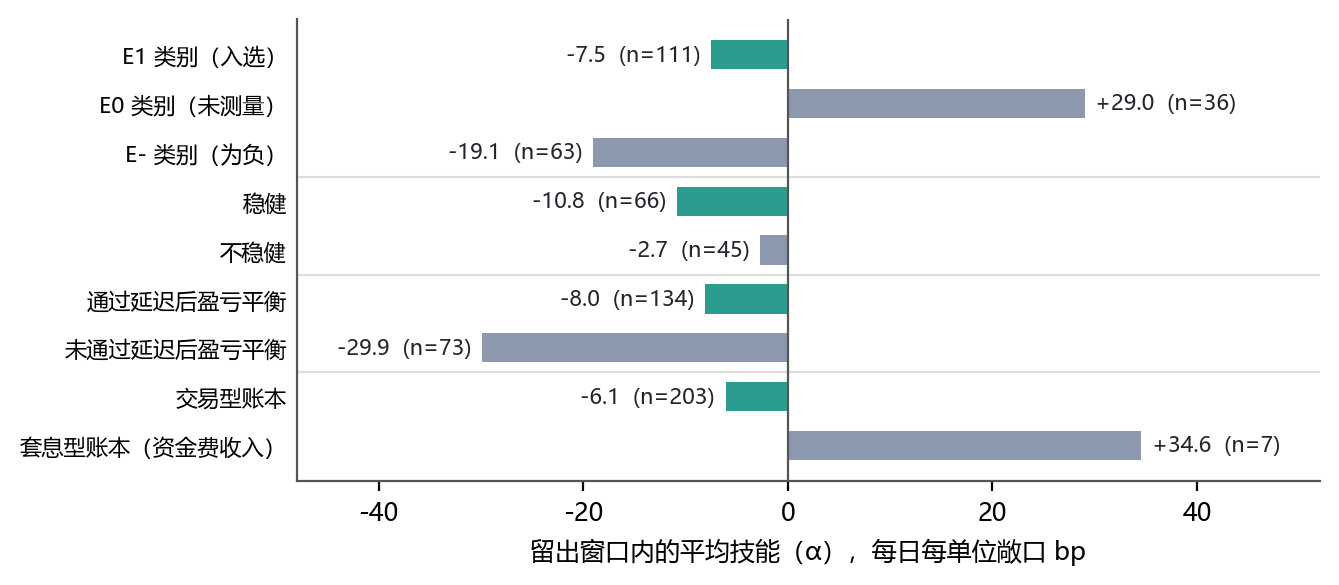 E1 类别（入选） -7.5 (n=111)
E0 类别（未测量） +29.0 (n=36)
E- 类别（为负） -19.1 (n=63)
稳健 -10.8 (n=66)
不稳健 -2.7 (n=45)
通过延迟后盈亏平衡 -8.0 (n=134)
未通过延迟后盈亏平衡 -29.9 (n=73)
交易型账本 -6.1 (n=203)
套息型账本（资金费收入） +34.6 (n=7)
-40 -20 0 20 40
留出窗口内的平均技能（α），每日每单位敞口 bp